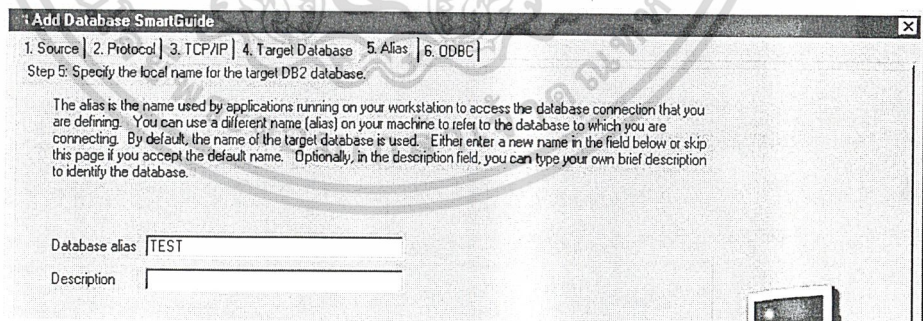 Add Database SmartGuide
1. Source 2. Protocol 3. TCP/IP 4. Target Database 5. Alias 6. ODBC
Step 5: Specify the local name for the target DB2 database.
The alias is the name used by applications running on your workstation to access the database connection that you
are defining. You can use a different name (alias) on your machine to refer to the database to which you are
connecting. By default, the name of the target database is used. Either enter a new name in the field below or skip
this page if you accept the default name. Optionally, in the description field, you can type your own brief description
to identify the database.
Database alias TEST
Description